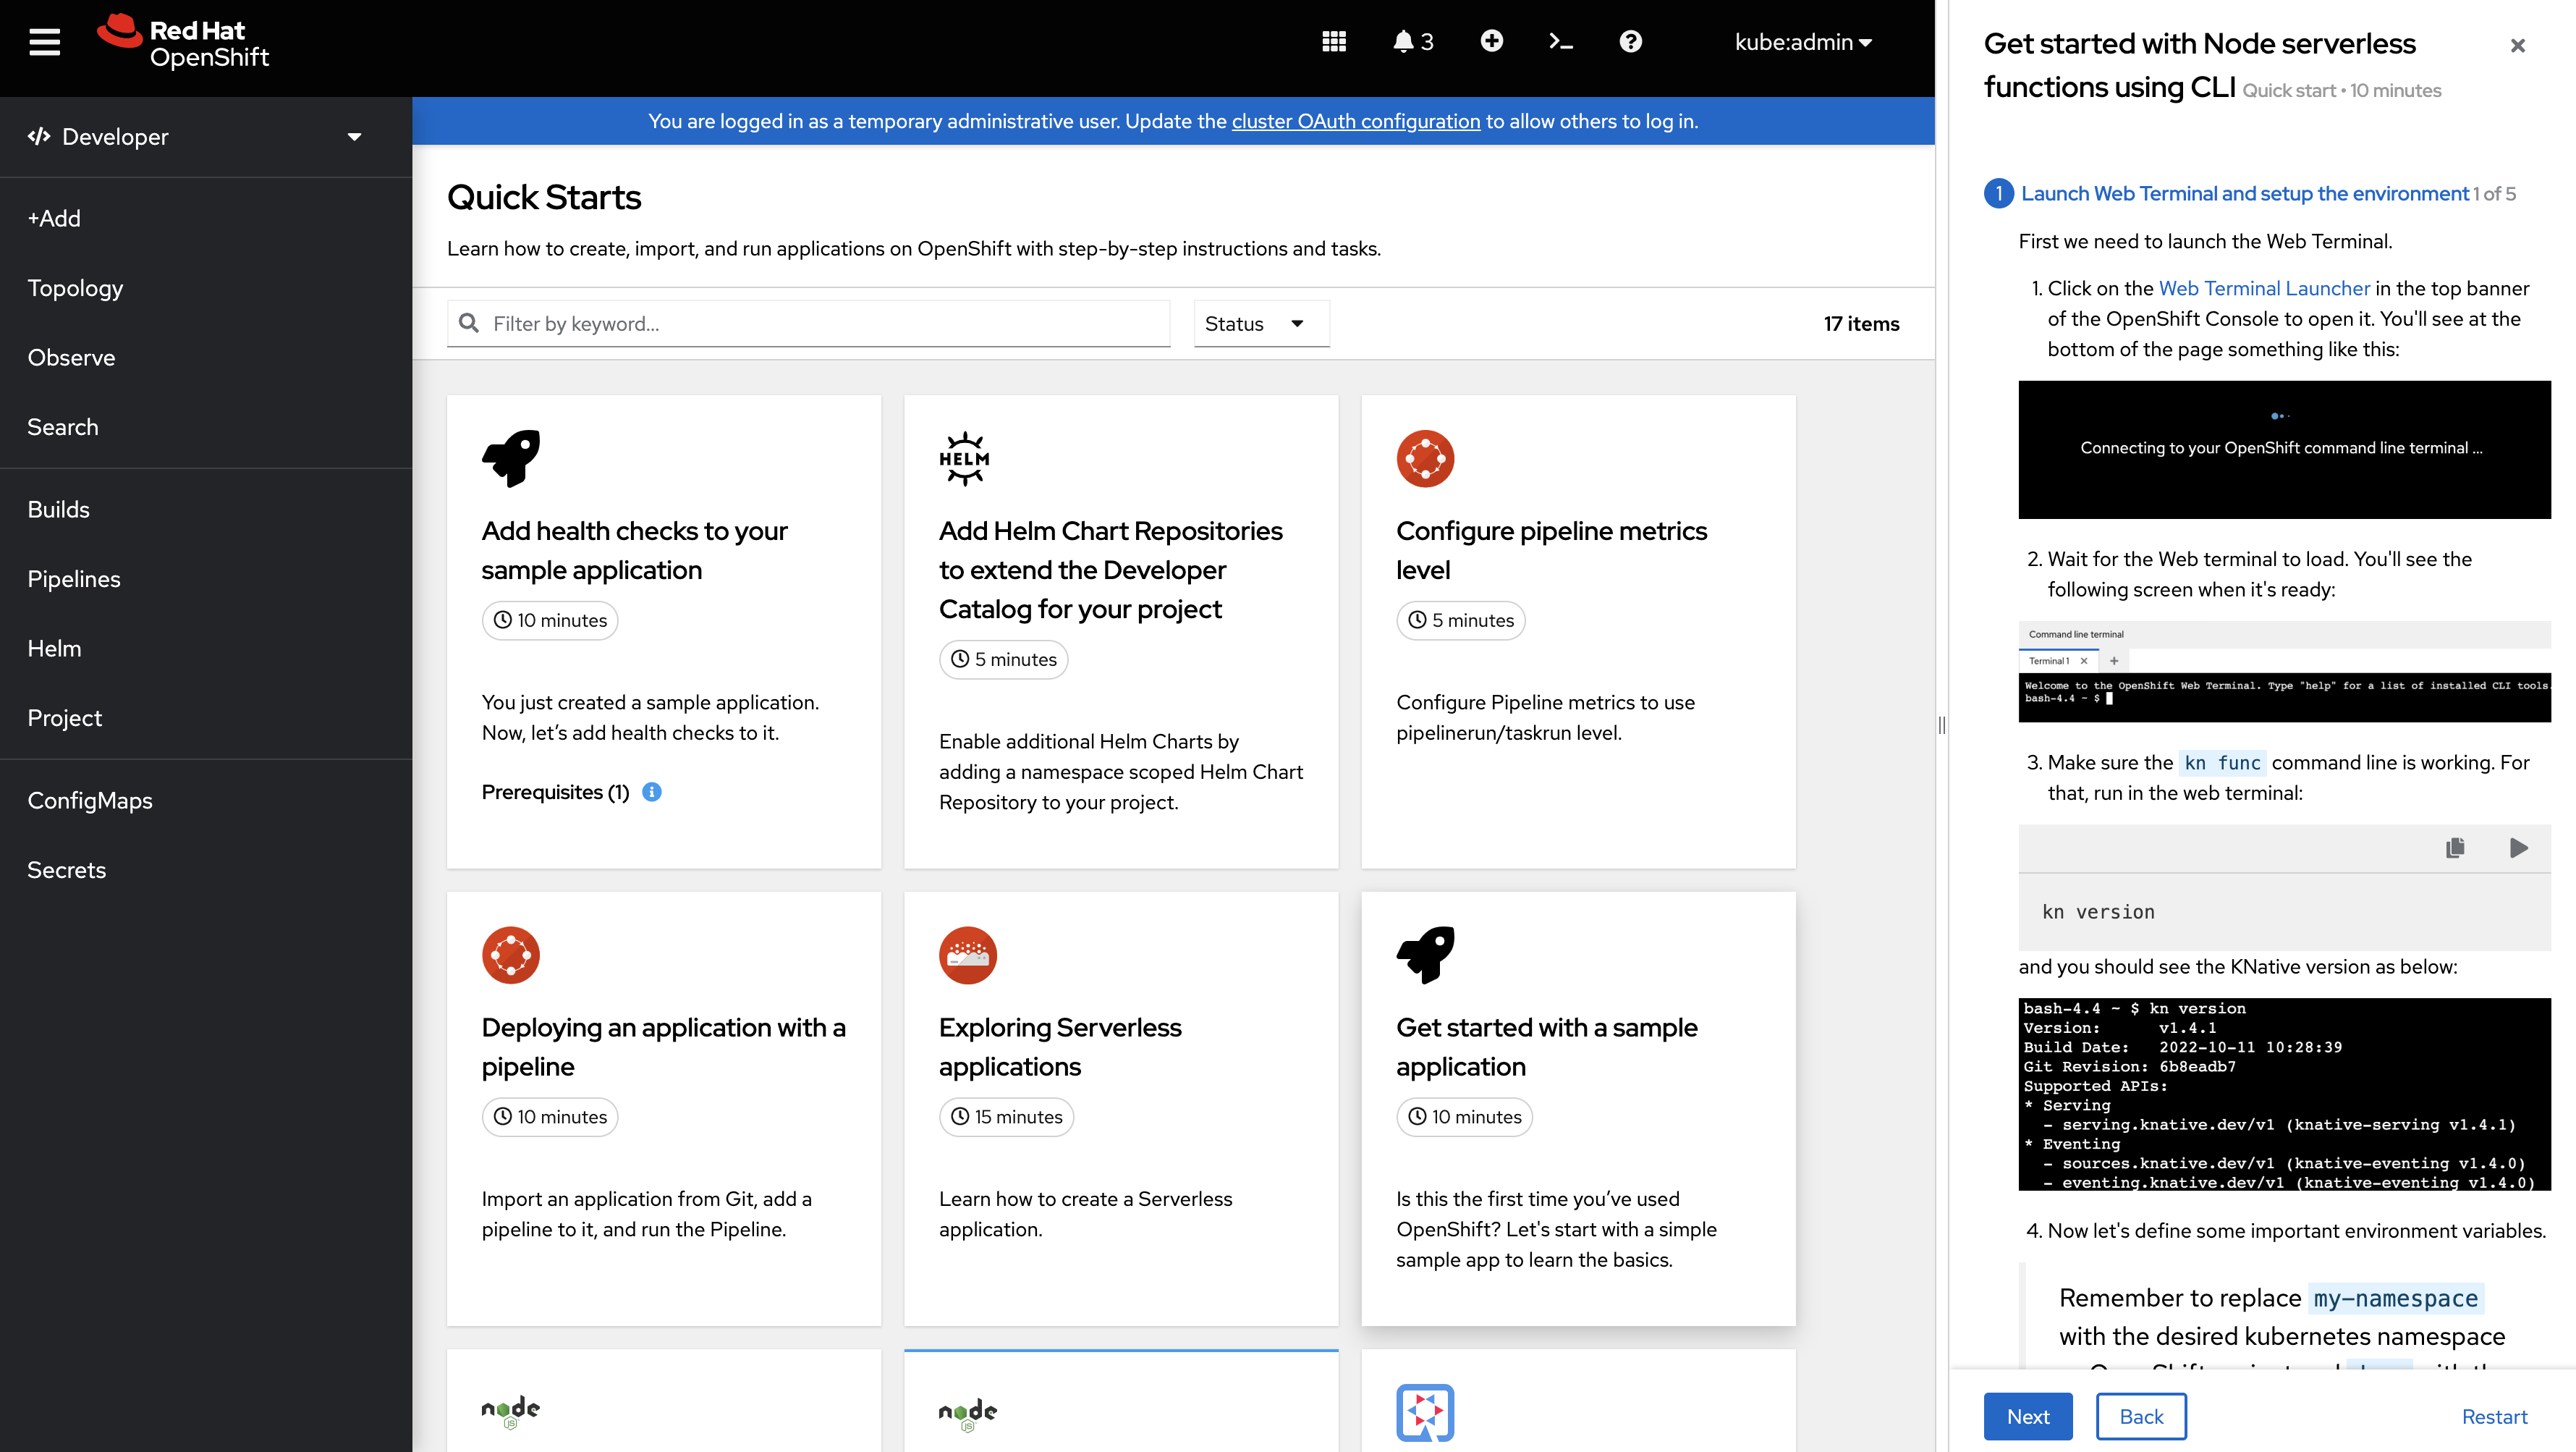 Red Hat
OpenShift
3
kube:admin
Developer
+Add
Topology
Observe
Search
Builds
Pipelines
Helm
Project
ConfigMaps
Secrets
You are logged in as a temporary administrative user. Update the cluster OAuth configuration to allow others to log in.
Quick Starts
Learn how to create, import, and run applications on OpenShift with step-by-step instructions and tasks.
Filter by keyword...
Status
17 items
Add health checks to your
sample application
10 minutes
You just created a sample application.
Now, let’s add health checks to it.
Prerequisites (1)
HELM
Add Helm Chart Repositories
to extend the Developer
Catalog for your project
5 minutes
Enable additional Helm Charts by
adding a namespace scoped Helm Chart
Repository to your project.
Configure pipeline metrics
level
5 minutes
Configure Pipeline metrics to use
pipelinerun/taskrun level.
Deploying an application with a
pipeline
10 minutes
Import an application from Git, add a
pipeline to it, and run the Pipeline.
Exploring Serverless
applications
15 minutes
Learn how to create a Serverless
application.
Get started with a sample
application
10 minutes
Is this the first time you’ve used
OpenShift? Let's start with a simple
sample app to learn the basics.
node
JS
node
JS
Get started with Node serverless
functions using CLI Quick start • 10 minutes
1 Launch Web Terminal and setup the environment 1 of 5
First we need to launch the Web Terminal.
1. Click on the Web Terminal Launcher in the top banner
of the OpenShift Console to open it. You'll see at the
bottom of the page something like this:
Connecting to your OpenShift command line terminal ...
2. Wait for the Web terminal to load. You'll see the
following screen when it's ready:
Command line terminal
Terminal 1
Welcome to the OpenShift Web Terminal. Type "help" for a list of installed CLI tools.
bash-4.4 ~ $
3. Make sure the kn func command line is working. For
that, run in the web terminal:
kn version
and you should see the KNative version as below:
bash-4.4 ~ $ kn version
Version: v1.4.1
Build Date: 2022-10-11 10:28:39
Git Revision: 6b8eadb7
Supported APIs:
* Serving
- serving.knative.dev/v1 (knative-serving v1.4.1)
* Eventing
- sources.knative.dev/v1 (knative-eventing v1.4.0)
- eventing.knative.dev/v1 (knative-eventing v1.4.0)
4. Now let's define some important environment variables.
Remember to replace my-namespace
with the desired kubernetes namespace
Next
Back
Restart